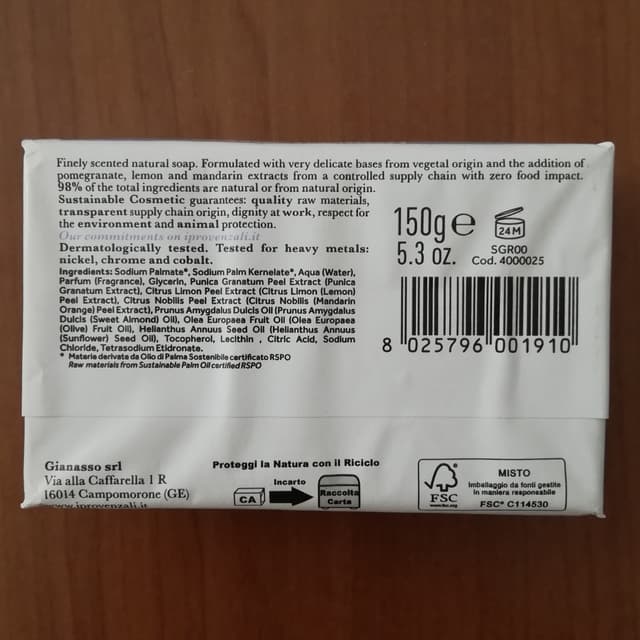 Finely scented natural soap. Formulated with very delicate bases from vegetal origin and the addition of
pomegranate, lemon and mandarin extracts from a controlled supply chain with zero food impact.
98% of the total ingredients are natural or from natural origin.
Sustainable Cosmetic guarantees: quality raw materials,
transparent supply chain origin, dignity at work, respect for
the environment and animal protection.
Our commitments on iprovenzali.it
Dermatologically tested. Tested for heavy metals:
nickel, chrome and cobalt.
Ingredients: Sodium Palmate*, Sodium Palm Kernelate*, Aqua (Water),
Parfum (Fragrance), Glycerin, Punica Granatum Peel Extract (Punica
Granatum Extract), Citrus Limon Peel Extract (Citrus Limon (Lemon)
Peel Extract), Citrus Nobilis Peel Extract (Citrus Nobilis (Mandarin
Orange) Peel Extract), Prunus Amygdalus Dulcis Oil (Prunus Amygdalus
Dulcis (Sweet Almond) Oil), Olea Europaea Fruit Oil (Olea Europaea
(Olive) Fruit Oil), Helianthus Annuus Seed Oil (Helianthus Annuus
(Sunflower) Seed Oil), Tocopherol, Lecithin , Citric Acid, Sodium
Chloride, Tetrasodium Etidronate.
* Materie derivate da Olio di Palma Sostenibile certificato RSPO
Raw materials from Sustainable Palm Oil certified RSPO
150g e
5.3 oz.
24M
SGR00
Cod. 4000025
8 025796 001910
Gianasso srl
Via alla Caffarella 1 R
16014 Campomorone (GE)
www.iprovenzali.it
Proteggi la Natura con il Riciclo
Incarto
CA
Raccolta
Carta
FSC
www.fsc.org
MISTO
Imballaggio da fonti gestite
in maniera responsabile
FSC® C114530